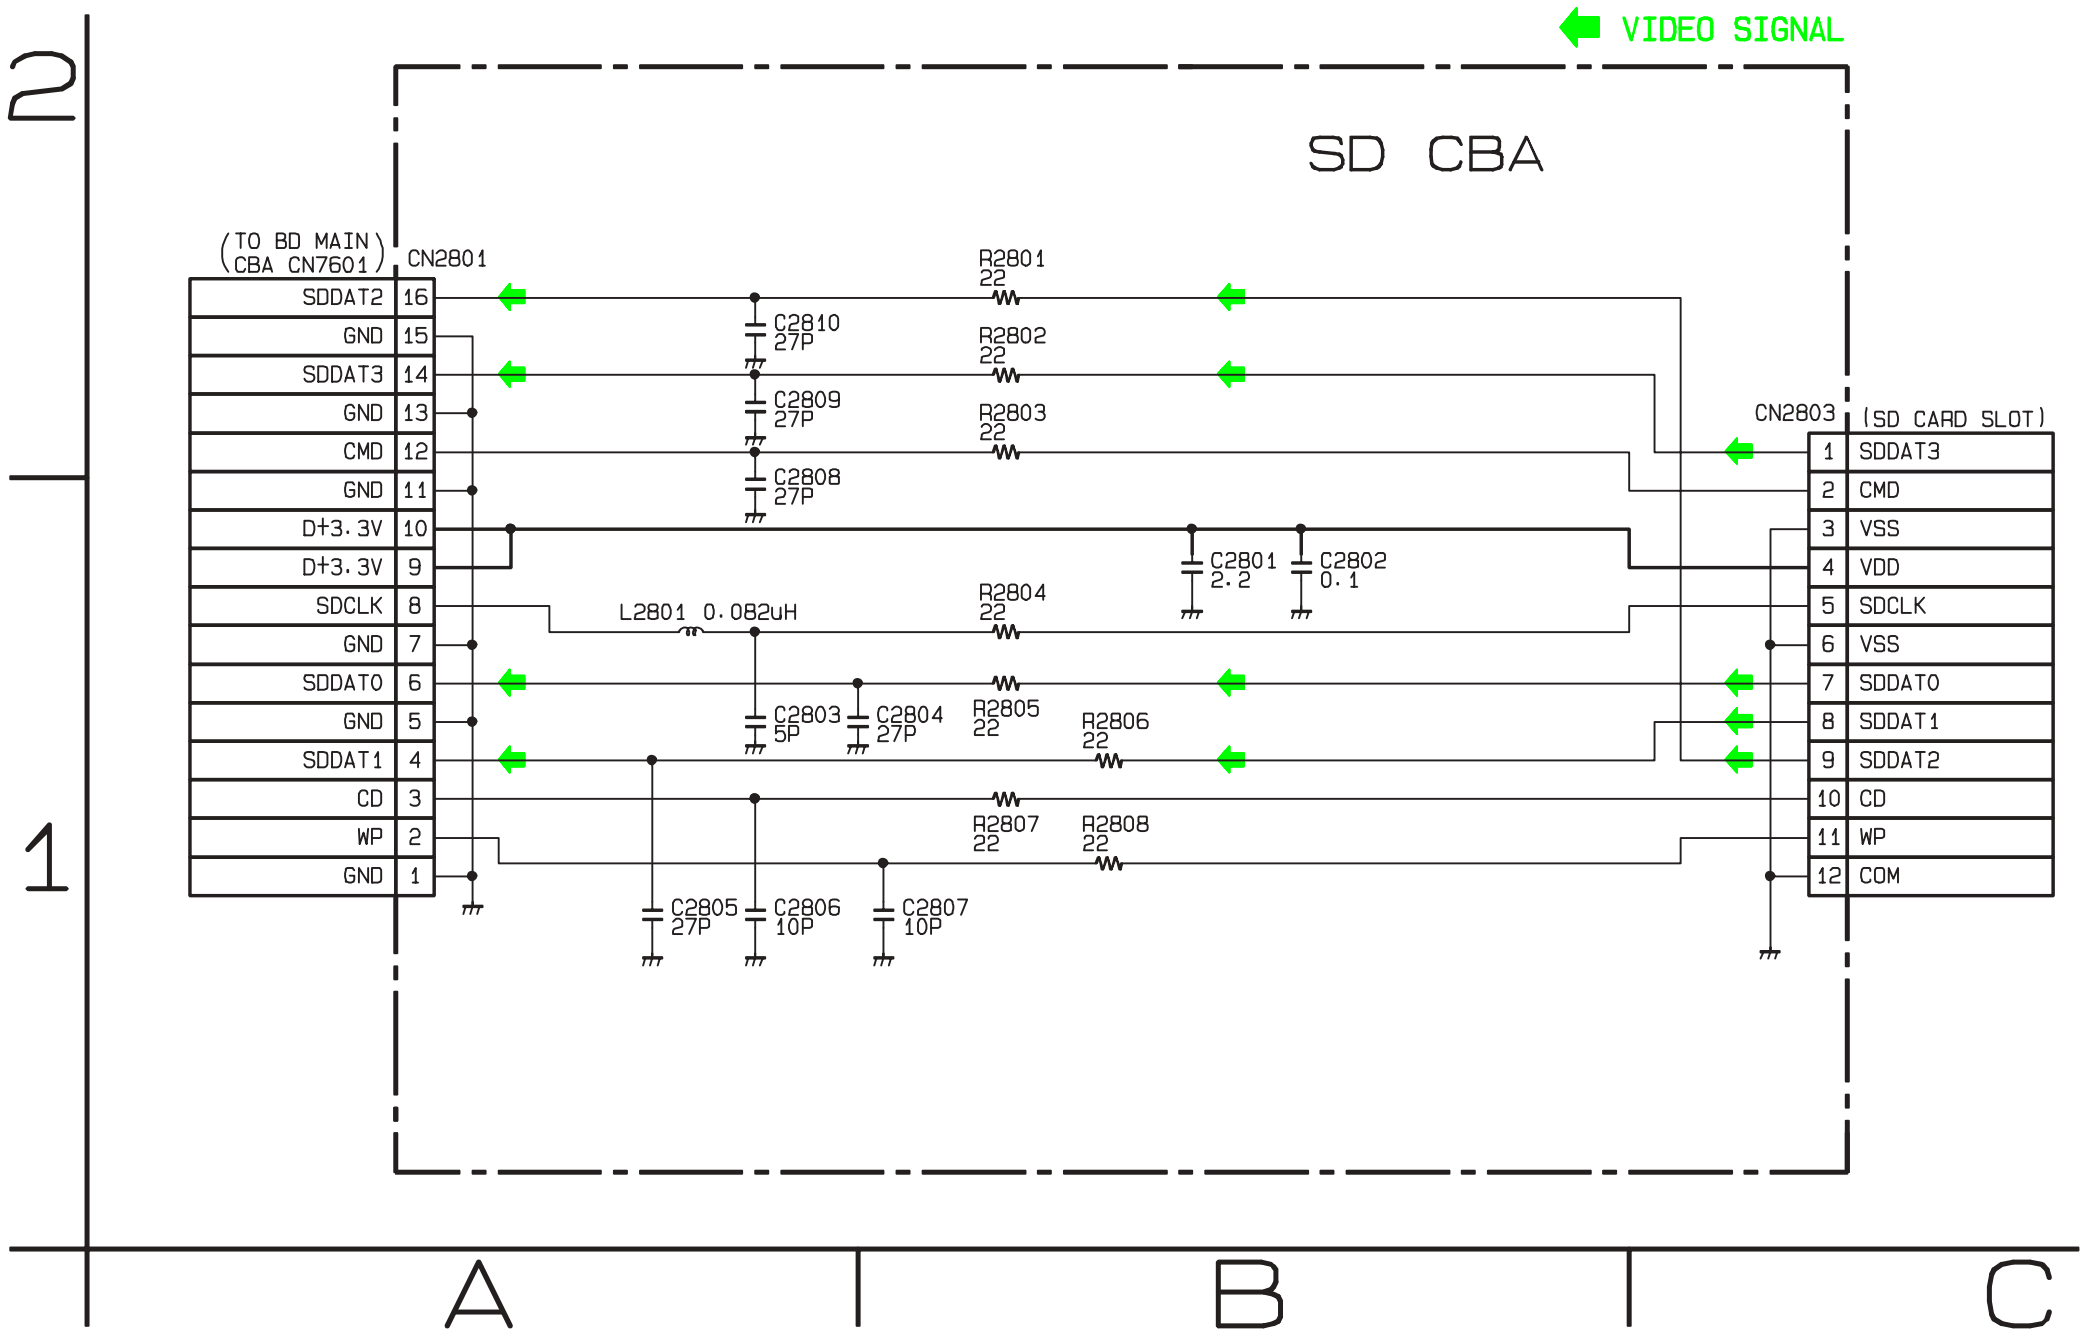 VIDEO SIGNAL
2
SD CBA
(TO BD MAIN
CBA CN7601)
CN2801
SDDAT2 16
GND 15
SDDAT3 14
GND 13
CMD 12
GND 11
D+3.3V 10
D+3.3V 9
SDCLK 8
GND 7
SDDAT0 6
GND 5
SDDAT1 4
CD 3
WP 2
GND 1
R2801
22
C2810
27P
R2802
22
C2809
27P
R2803
22
C2808
27P
C2801
2.2
C2802
0.1
L2801 0.082uH
R2804
22
C2803
5P
C2804
27P
R2805
22
R2806
22
R2807
22
R2808
22
C2805
27P
C2806
10P
C2807
10P
CN2803
(SD CARD SLOT)
1 SDDAT3
2 CMD
3 VSS
4 VDD
5 SDCLK
6 VSS
7 SDDAT0
8 SDDAT1
9 SDDAT2
10 CD
11 WP
12 COM
1
A
B
C